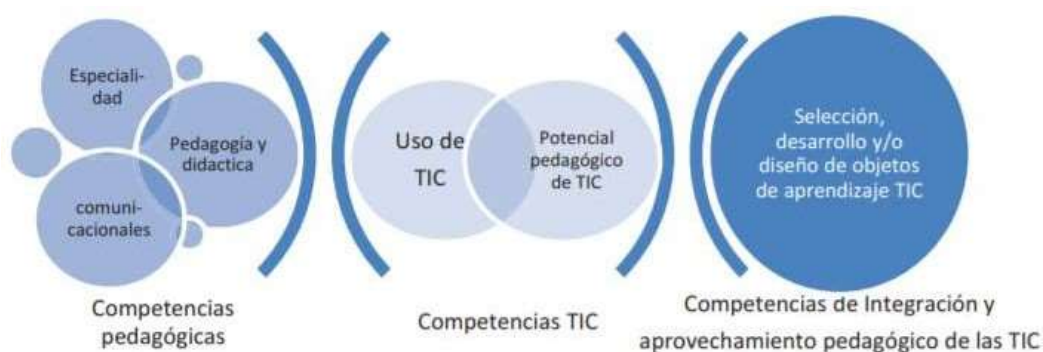 Especiali-
dad
Pedagogía y
didactica
comuni-
cacionales
Competencias
pedagógicas
Uso de
TIC
Potencial
pedagógico
de TIC
Competencias TIC
Selección,
desarrollo y/o
diseño de objetos
de aprendizaje TIC
Competencias de Integración y
aprovechamiento pedagógico de las TIC